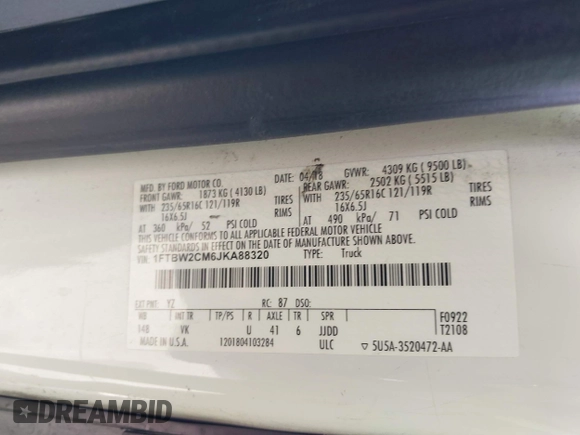 MFD. BY FORD MOTOR CO.
DATE: 04/18 GVWR: 4309 KG (9500 LB)
FRONT GAWR: 1873 KG (4130 LB)
REAR GAWR: 2502 KG (5515 LB)
WITH 235/65R16C 121/119R TIRES
WITH 235/65R16C 121/119R TIRES
16X6.5J RIMS
16X6.5J RIMS
AT 360 kPa/ 52 PSI COLD
AT 490 kPa/ 71 PSI COLD
THIS VEHICLE CONFORMS TO ALL APPLICABLE FEDERAL MOTOR VEHICLE
SAFETY STANDARDS IN EFFECT ON THE DATE OF MANUFACTURE SHOWN ABOVE.
VIN: 1FTBW2CM6JKA88320 TYPE: Truck
EXT PNT: YZ RC: 87 DSO:
WB INT TR TP/PS R AXLE TR SPR
148 VK U 41 6 JJDD
F0922
T2108
MADE IN U.S.A. 1201804103284 ULC ▽ 5U5A-3520472-AA
DREAMBID